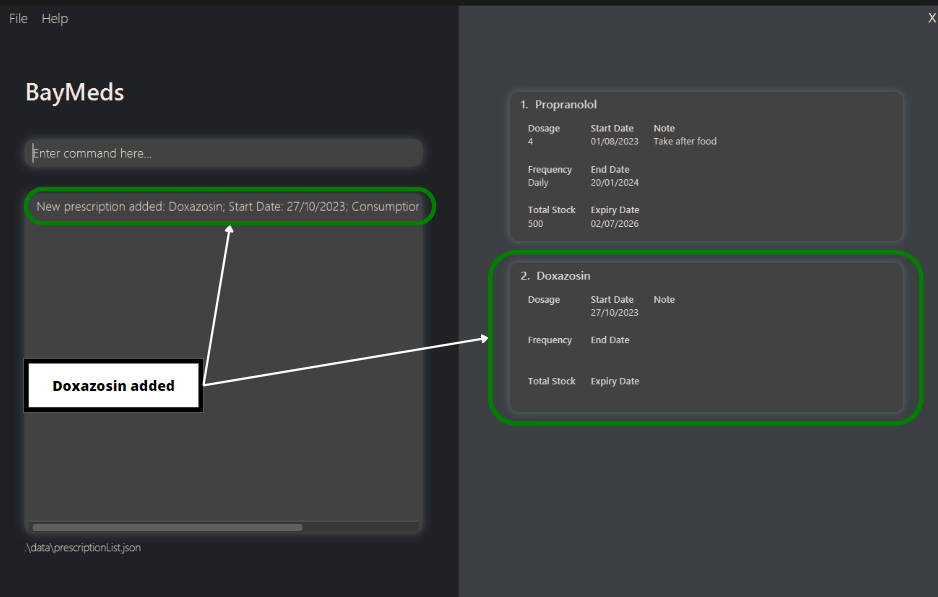 File Help
X
BayMeds
Enter command here...
New prescription added: Doxazosin; Start Date: 27/10/2023; Consumption
Doxazosin added
.\data\prescriptionList.json
1. Propranolol
Dosage Start Date Note
4 01/08/2023 Take after food
Frequency End Date
Daily 20/01/2024
Total Stock Expiry Date
500 02/07/2026
2. Doxazosin
Dosage Start Date Note
27/10/2023
Frequency End Date
Total Stock Expiry Date